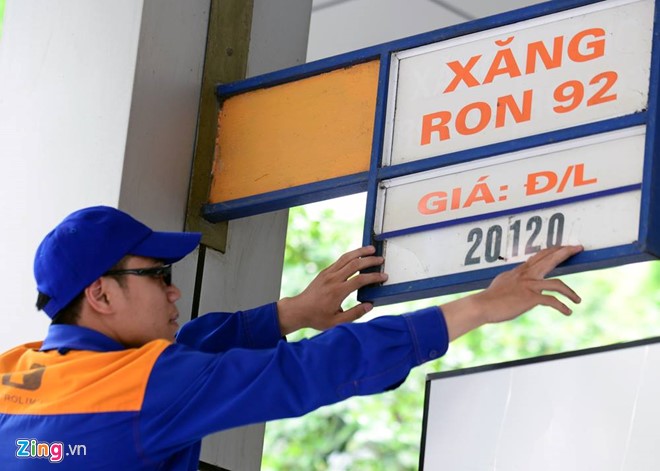 XĂNG
RON 92
GIÁ: Đ/L
20120
Zing.vn